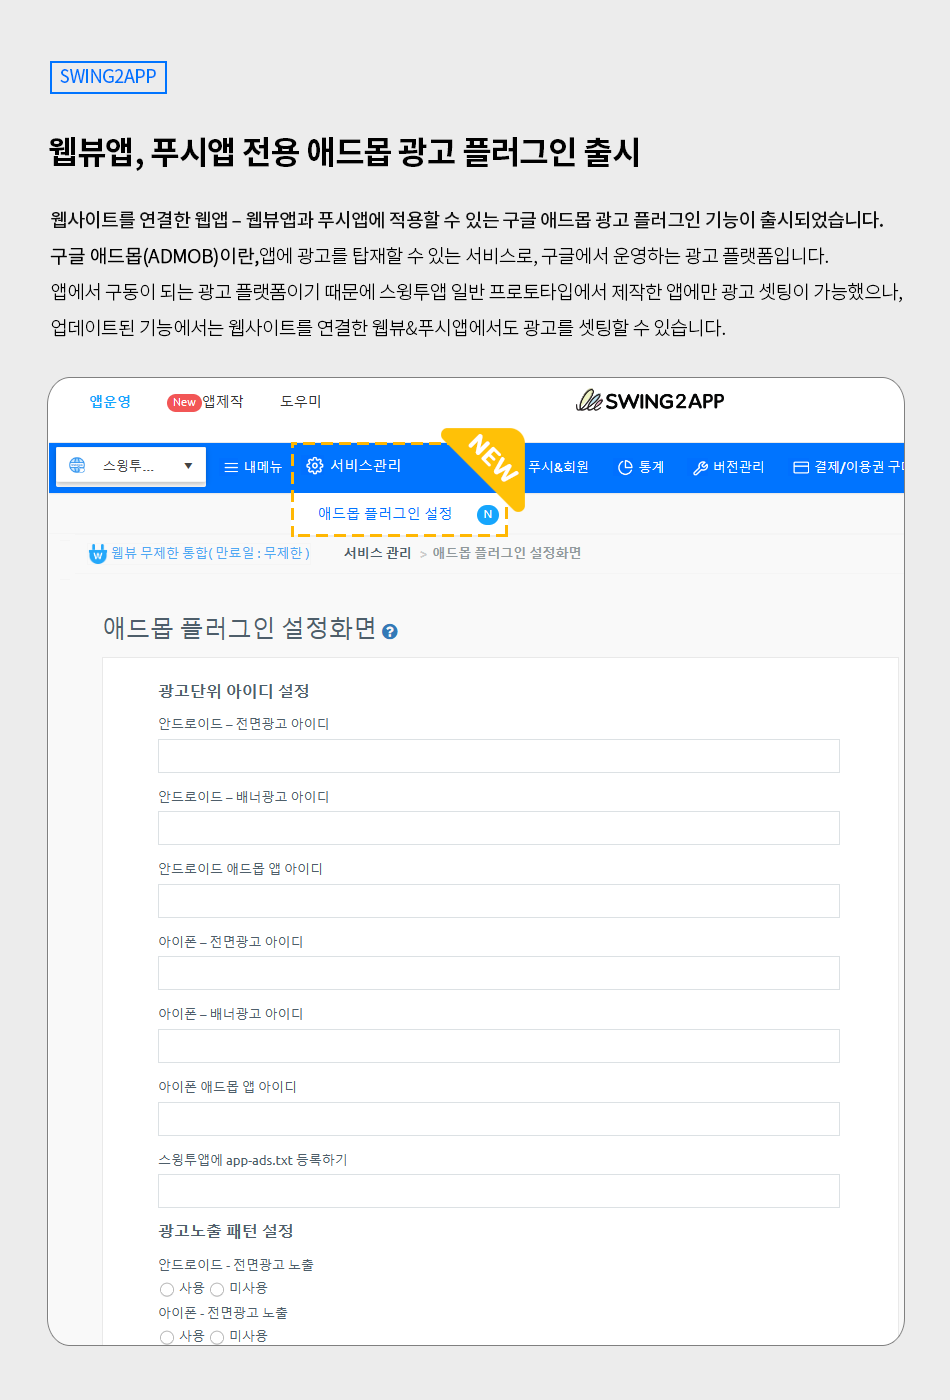 SWING2APP
웹뷰앱, 푸시앱 전용 애드몹 광고 플러그인 출시
웹사이트를 연결한 웹앱 – 웹뷰앱과 푸시앱에 적용할 수 있는 구글 애드몹 광고 플러그인 기능이 출시되었습니다.
구글 애드몹(ADMOB)이란,앱에 광고를 탑재할 수 있는 서비스로, 구글에서 운영하는 광고 플랫폼입니다.
앱에서 구동이 되는 광고 플랫폼이기 때문에 스윙투앱 일반 프로토타입에서 제작한 앱에만 광고 셋팅이 가능했으나,
업데이트된 기능에서는 웹사이트를 연결한 웹뷰&푸시앱에서도 광고를 셋팅할 수 있습니다.
앱운영 New 앱제작 도우미 SWING2APP
스윙투... ▼ 내메뉴 서비스관리 NEW 푸시&회원 통계 버전관리 결제/이용권
애드몹 플러그인 설정 N
W 웹뷰 무제한 통합( 만료일 : 무제한 ) 서비스 관리 > 애드몹 플러그인 설정화면
애드몹 플러그인 설정화면 ?
광고단위 아이디 설정
안드로이드 – 전면광고 아이디
안드로이드 – 배너광고 아이디
안드로이드 애드몹 앱 아이디
아이폰 – 전면광고 아이디
아이폰 – 배너광고 아이디
아이폰 애드몹 앱 아이디
스윙투앱에 app-ads.txt 등록하기
광고노출 패턴 설정
안드로이드 - 전면광고 노출
사용 미사용
아이폰 - 전면광고 노출
사용 미사용